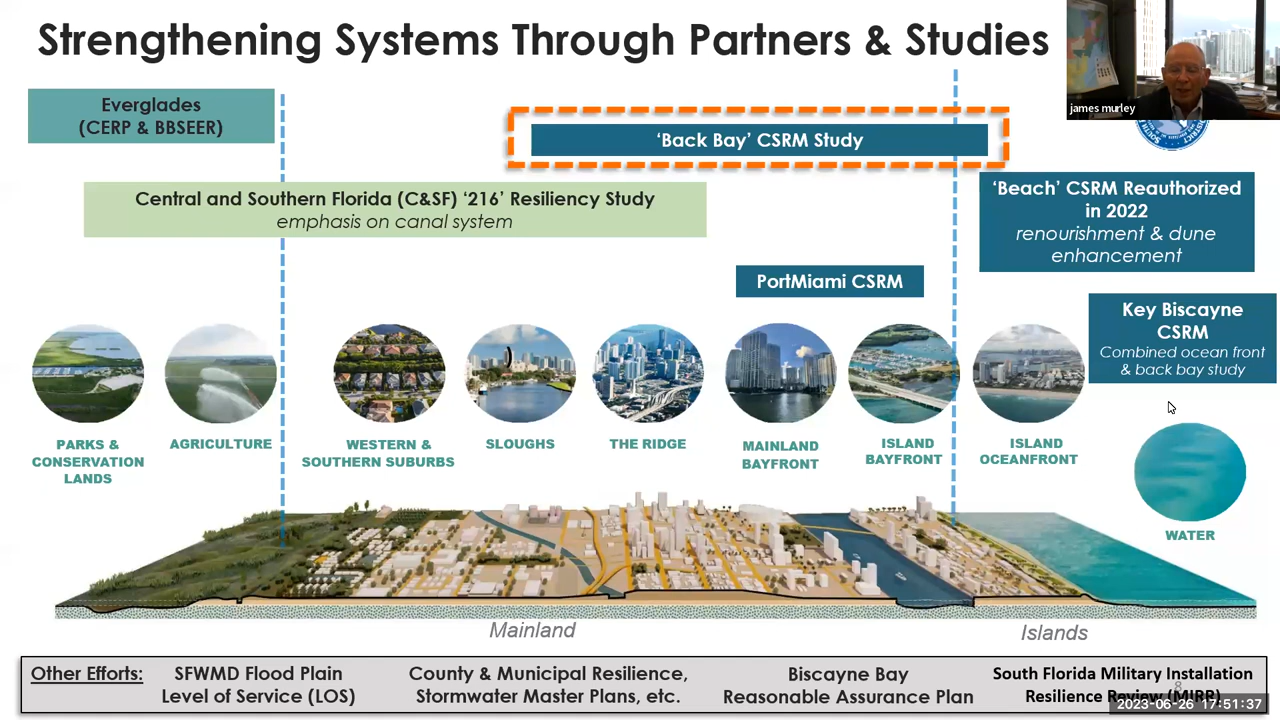 Strengthening Systems Through Partners & Studies
james murley
Everglades
(CERP & BBSEER)
‘Back Bay’ CSRM Study
Central and Southern Florida (C&SF) ‘216’ Resiliency Study
emphasis on canal system
‘Beach’ CSRM Reauthorized
in 2022
renourishment & dune
enhancement
PortMiami CSRM
Key Biscayne
CSRM
Combined ocean front
& back bay study
PARKS &
CONSERVATION
LANDS
AGRICULTURE
WESTERN &
SOUTHERN SUBURBS
SLOUGHS
THE RIDGE
MAINLAND
BAYFRONT
ISLAND
BAYFRONT
ISLAND
OCEANFRONT
WATER
Mainland
Islands
Other Efforts:
SFWMD Flood Plain
Level of Service (LOS)
County & Municipal Resilience,
Stormwater Master Plans, etc.
Biscayne Bay
Reasonable Assurance Plan
South Florida Military Installation
Resilience Review (MIRR)
2023-06-26 17:51:37